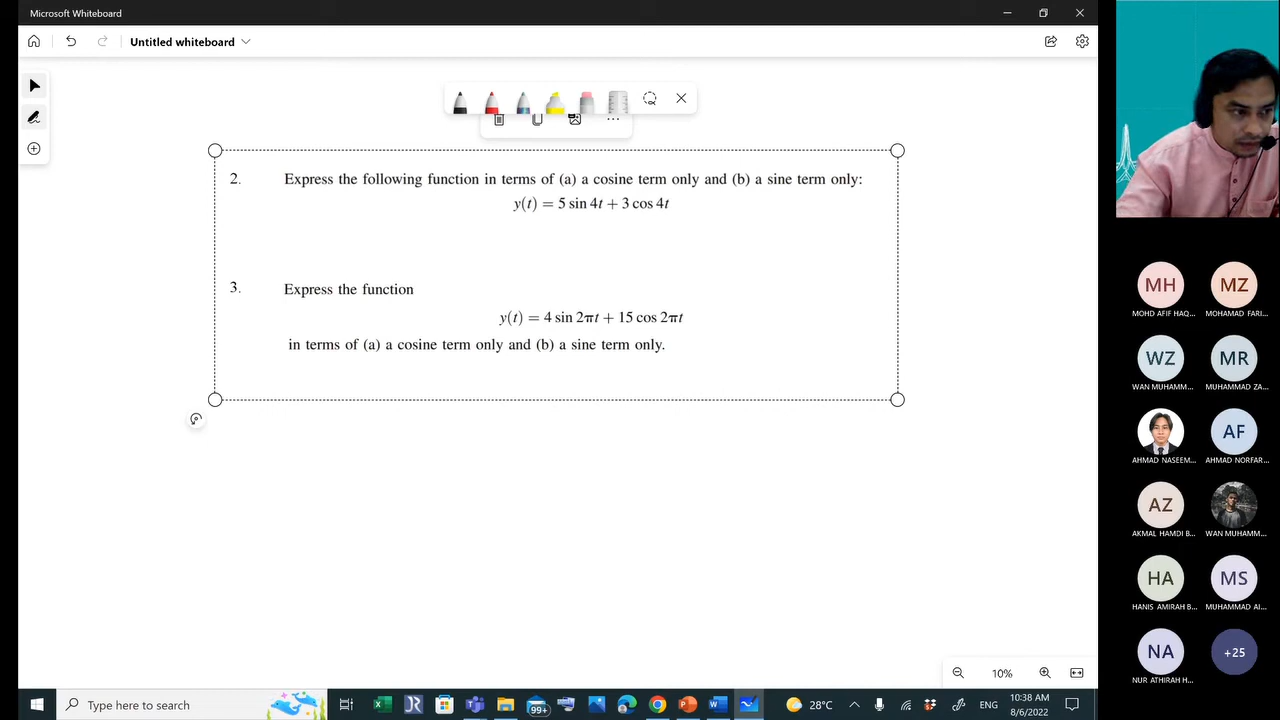 Microsoft Whiteboard
Untitled whiteboard
2. Express the following function in terms of (a) a cosine term only and (b) a sine term only:
y(t) = 5 sin 4t + 3 cos 4t
3. Express the function
y(t) = 4 sin 2πt + 15 cos 2πt
in terms of (a) a cosine term only and (b) a sine term only.
10%
MH MZ
MOHD AFIF HAQ... MOHAMAD FARI...
WZ MR
WAN MUHAMM... MUHAMMAD ZA...
AF
AHMAD NASEEM... AHMAD NORFAR...
AZ
AKMAL HAMDI B... WAN MUHAMM...
HA MS
HANIS AMIRAH B... MUHAMMAD AI...
NA +25
NUR ATHIRAH H...
Type here to search
99+
28°C
ENG
10:38 AM
8/6/2022